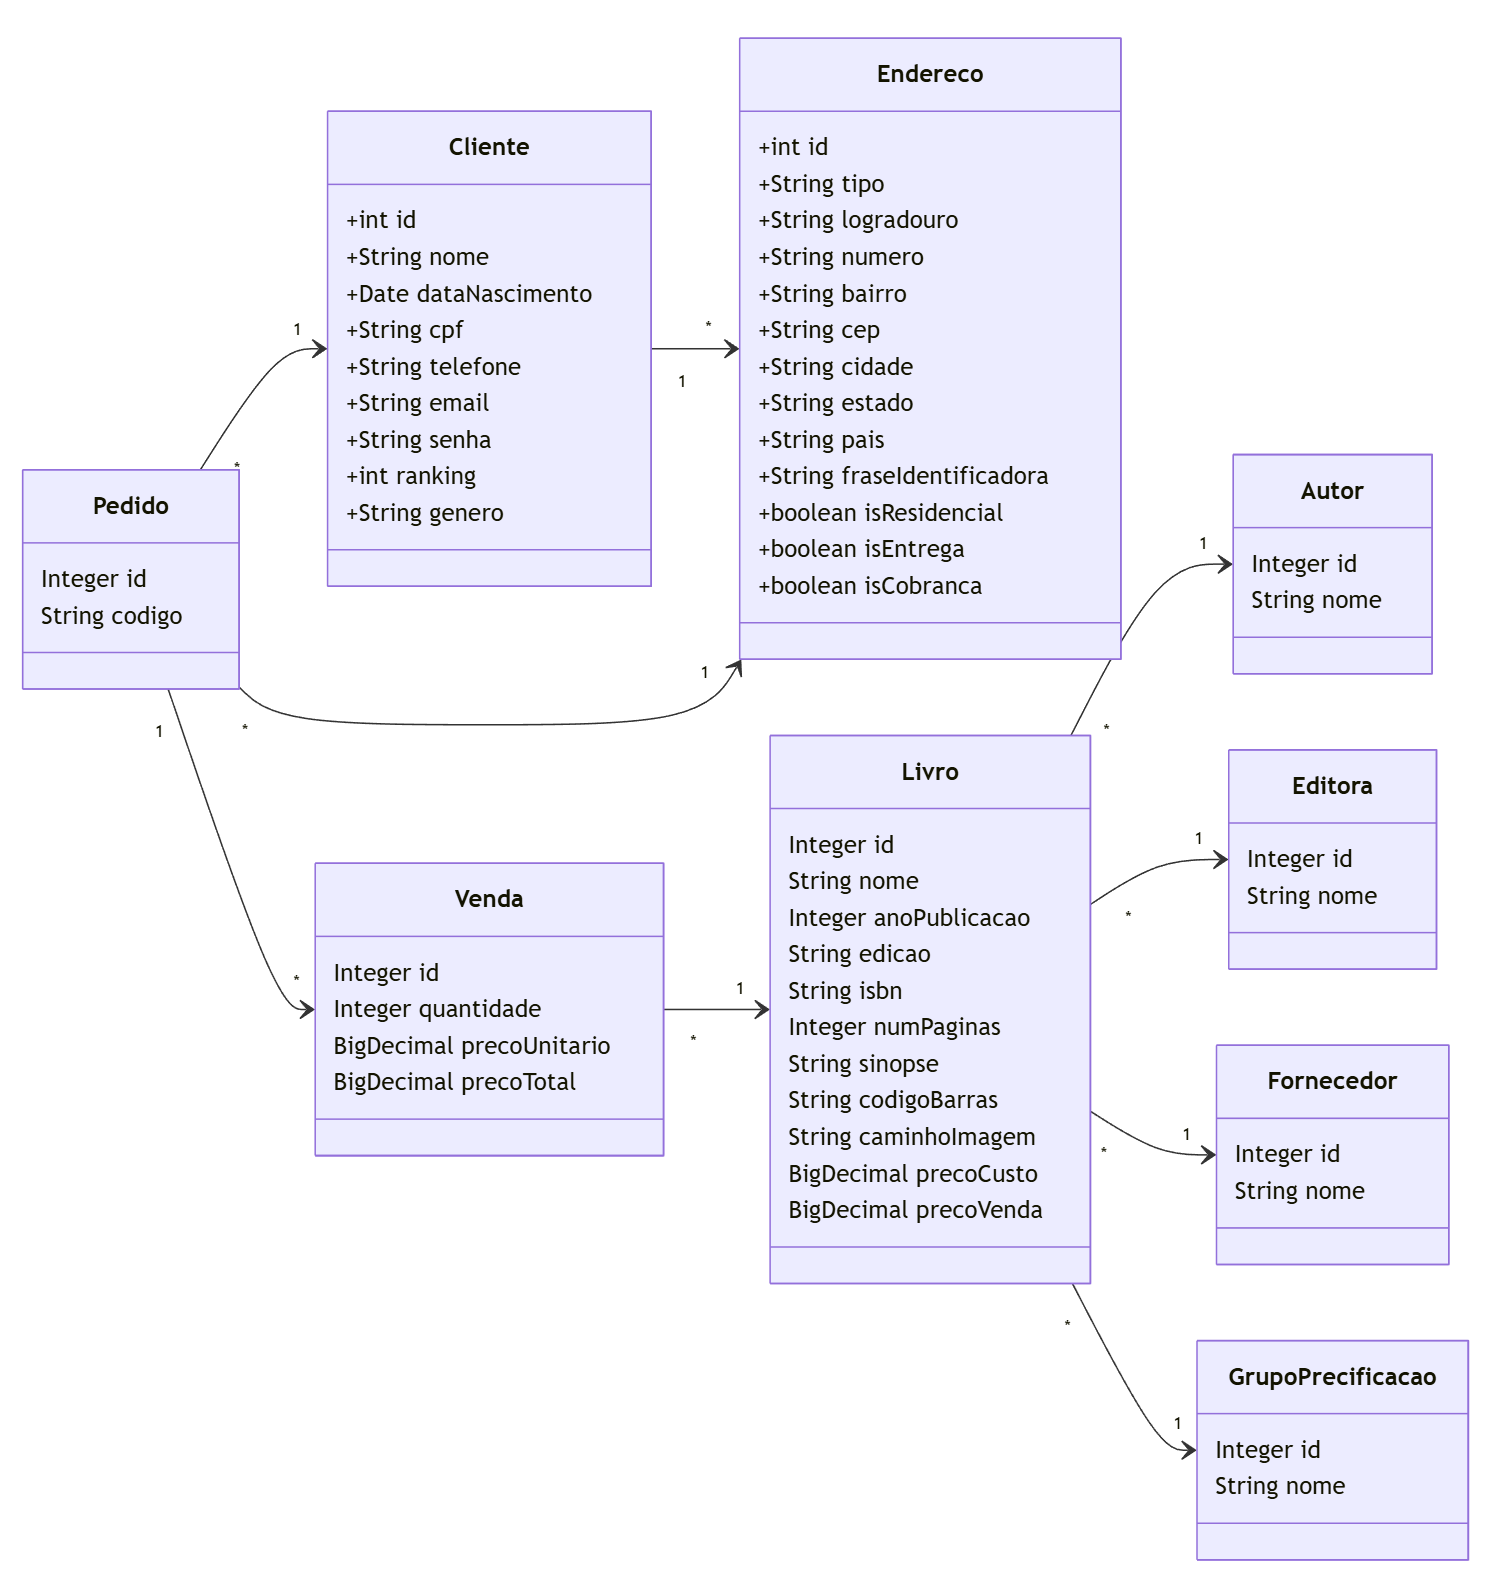 Endereco
+int id
+String tipo
+String logradouro
+String numero
+String bairro
+String cep
+String cidade
+String estado
+String pais
+String fraseIdentificadora
+boolean isResidencial
+boolean isEntrega
+boolean isCobranca
Cliente
+int id
+String nome
+Date dataNascimento
+String cpf
+String telefone
+String email
+String senha
+int ranking
+String genero
1
*
1
*
Pedido
Integer id
String codigo
1
*
1
*
Venda
Integer id
Integer quantidade
BigDecimal precoUnitario
BigDecimal precoTotal
1
*
Livro
Integer id
String nome
Integer anoPublicacao
String edicao
String isbn
Integer numPaginas
String sinopse
String codigoBarras
String caminhoImagem
BigDecimal precoCusto
BigDecimal precoVenda
1
*
Autor
Integer id
String nome
1
*
Editora
Integer id
String nome
1
*
Fornecedor
Integer id
String nome
*
1
GrupoPrecificacao
Integer id
String nome